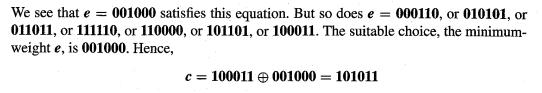 We see that e = 001000 satisfies this equation. But so does e = 000110, or 010101, or
011011, or 111110, or 110000, or 101101, or 100011. The suitable choice, the minimum-
weight e, is 001000. Hence,
c = 100011 ⊕ 001000 = 101011